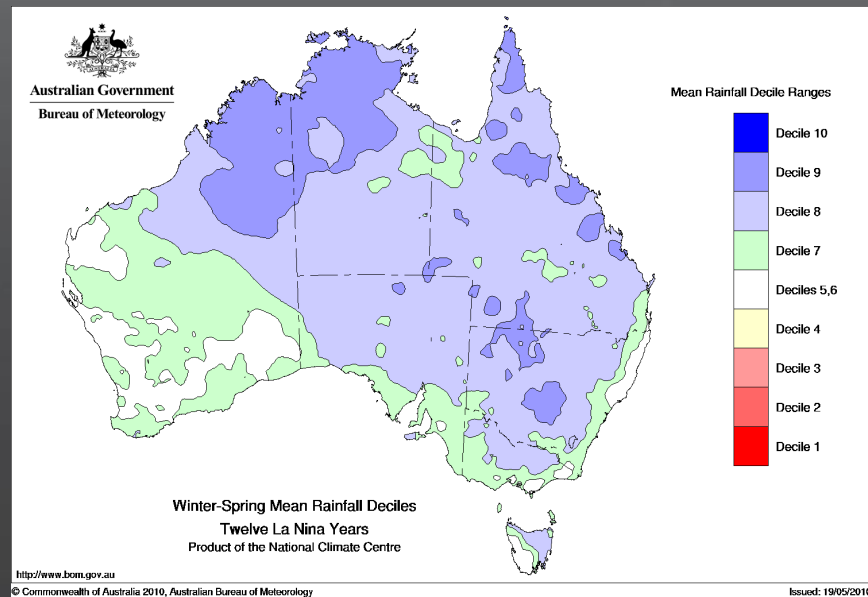 Australian Government
Bureau of Meteorology
Mean Rainfall Decile Ranges
Decile 10
Decile 9
Decile 8
Decile 7
Deciles 5,6
Decile 4
Decile 3
Decile 2
Decile 1
Winter-Spring Mean Rainfall Deciles
Twelve La Nina Years
Product of the National Climate Centre
http://www.bom.gov.au
© Commonwealth of Australia 2010, Australian Bureau of Meteorology
Issued: 19/05/201